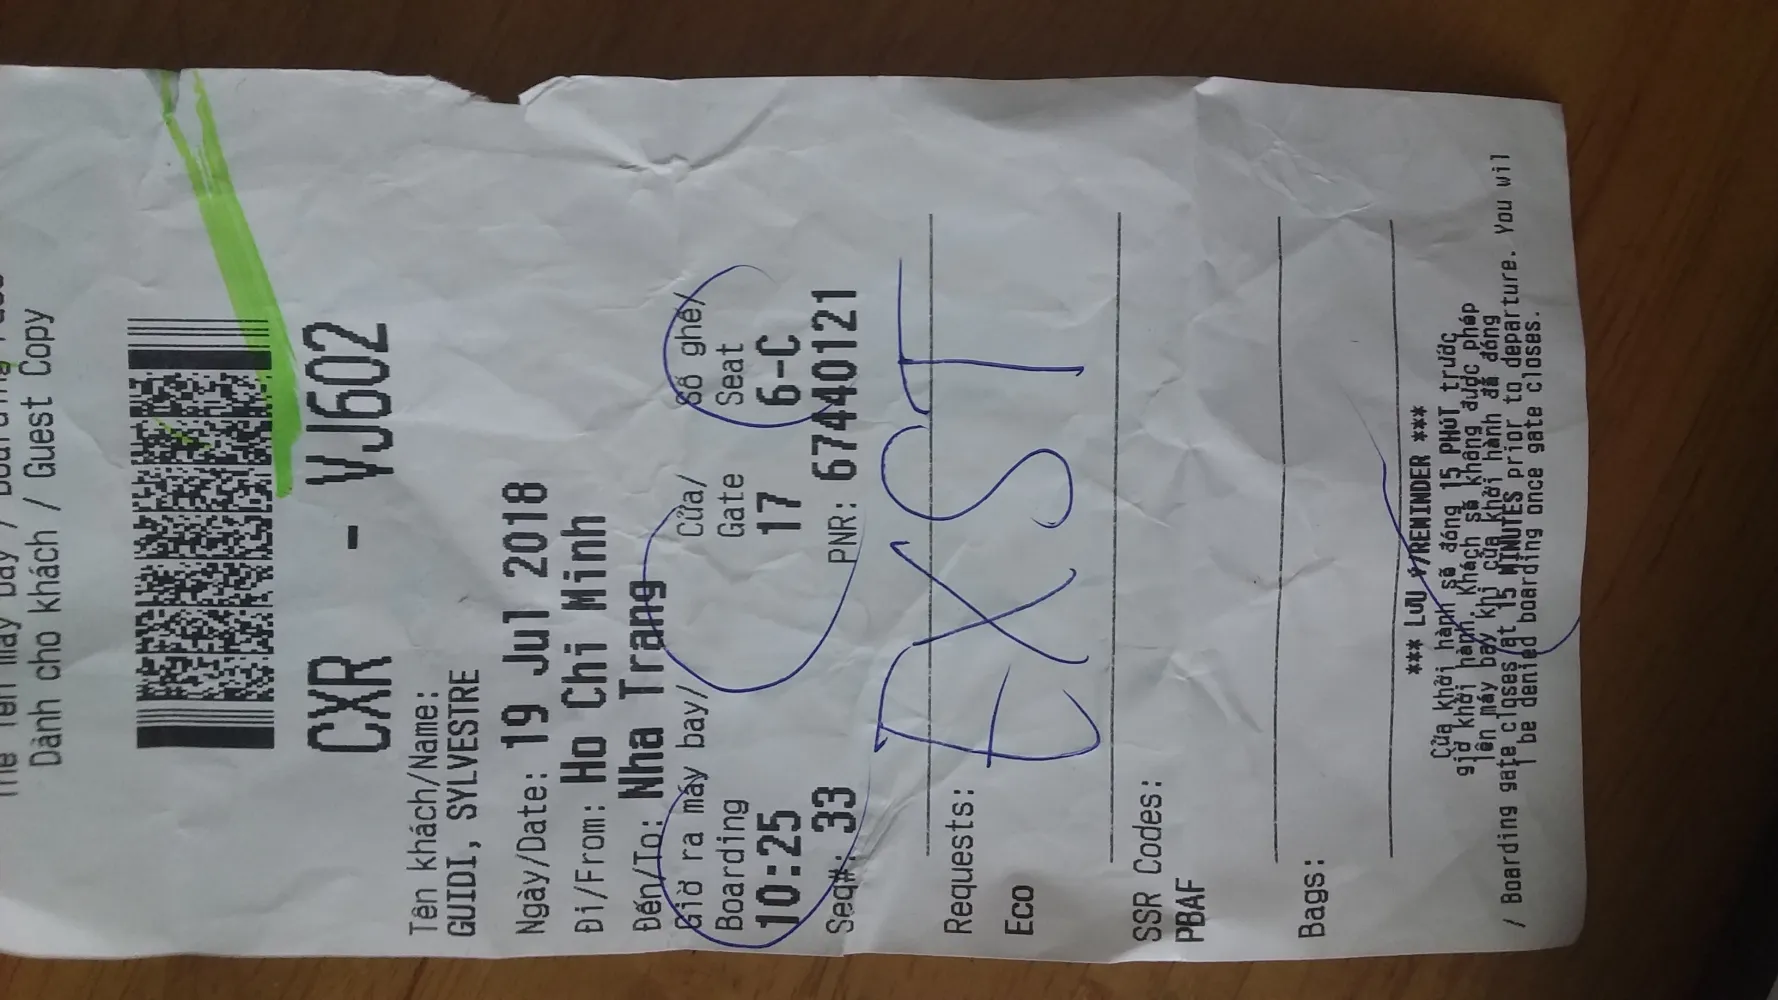 Dành cho khách / Guest Copy
CXR - VJ602
Tên khách/Name:
GUIDI, SYLVESTRE
Ngày/Date: 19 Jul 2018
Đi/From: Ho Chi Minh
Đến/To: Nha Trang
Giờ ra máy bay/ Cửa/ Số ghế/
Boarding Gate Seat
10:25 17 6-C
Seq#: 33 PNR: 67440121
EXST
Requests:
Eco
SSR Codes:
PBAF
Bags:
*** LƯU Ý/REMINDER ***
Cửa khởi hành sẽ đóng 15 PHÚT trước
giờ khởi hành. Khách sẽ không được phép
lên máy bay khi cửa khởi hành đã đóng
/ Boarding gate closes at 15 MINUTES prior to departure. You wil
l be denied boarding once gate closes.